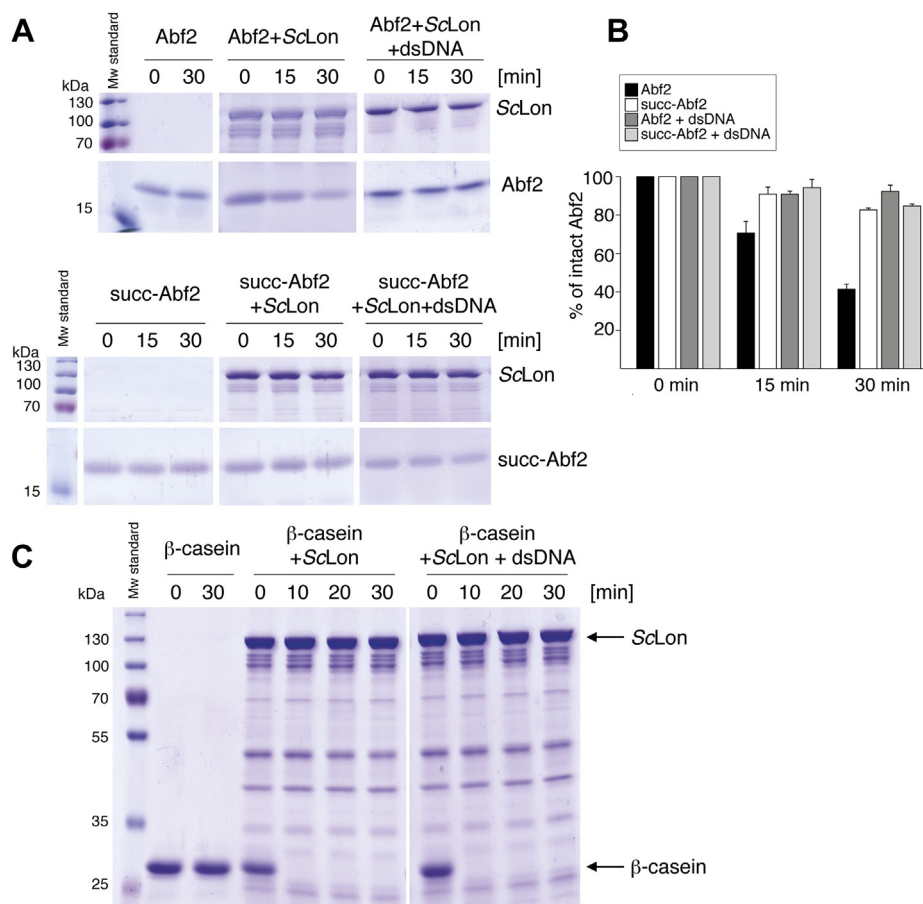 A
Mw standard
Abf2
Abf2+ScLon
Abf2+ScLon
+dsDNA
0 30 0 15 30 0 15 30 [min]
kDa
130
100
70
ScLon
15
Abf2
Mw standard
succ-Abf2
succ-Abf2
+ScLon
succ-Abf2
+ScLon+dsDNA
0 15 30 0 15 30 0 15 30 [min]
kDa
130
100
70
ScLon
15
succ-Abf2
B
Abf2
succ-Abf2
Abf2 + dsDNA
succ-Abf2 + dsDNA
% of intact Abf2
100
80
60
40
20
0 min 15 min 30 min
C
Mw standard
β-casein
β-casein
+ScLon
β-casein
+ScLon + dsDNA
kDa 0 30 0 10 20 30 0 10 20 30 [min]
130
100
70
55
35
25
ScLon
β-casein